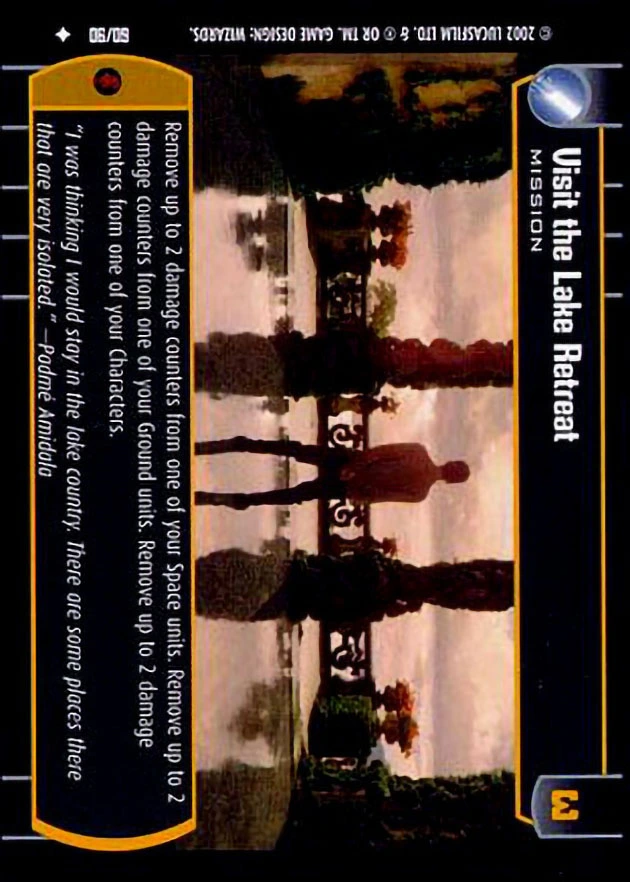 Visit the Lake Retreat
3
MISSION
Remove up to 2 damage counters from one of your Space units. Remove up to 2
damage counters from one of your Ground units. Remove up to 2 damage
counters from one of your Characters.
"I was thinking I would stay in the lake country. There are some places there
that are very isolated." —Padmé Amidala
© 2002 LUCASFILM LTD. & ® OR TM. GAME DESIGN: WIZARDS.
60/90